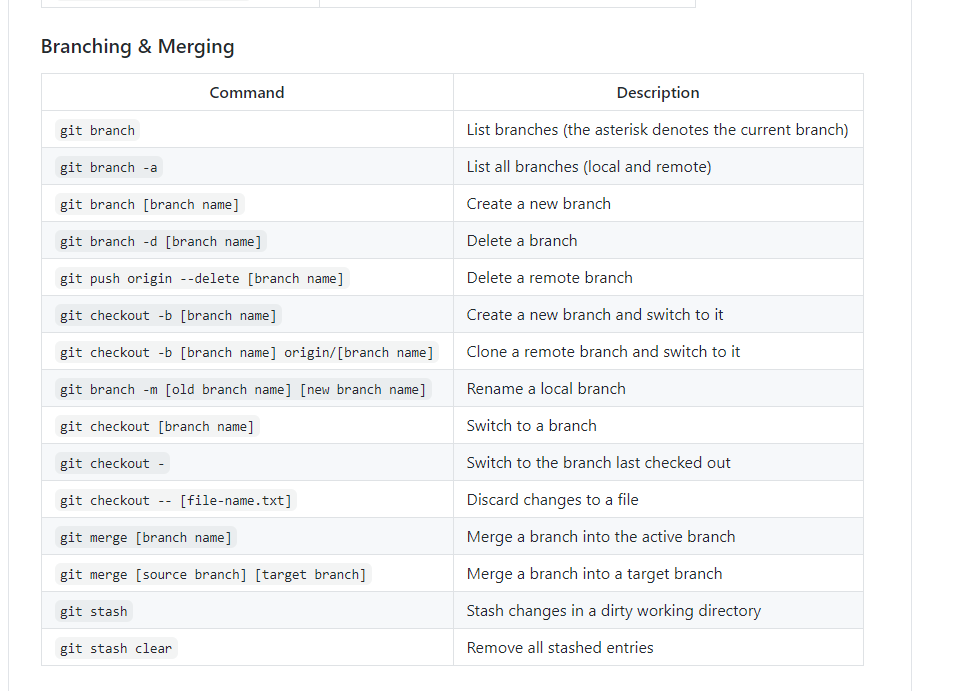 Branching & Merging
Command Description
git branch List branches (the asterisk denotes the current branch)
git branch -a List all branches (local and remote)
git branch [branch name] Create a new branch
git branch -d [branch name] Delete a branch
git push origin --delete [branch name] Delete a remote branch
git checkout -b [branch name] Create a new branch and switch to it
git checkout -b [branch name] origin/[branch name] Clone a remote branch and switch to it
git branch -m [old branch name] [new branch name] Rename a local branch
git checkout [branch name] Switch to a branch
git checkout - Switch to the branch last checked out
git checkout -- [file-name.txt] Discard changes to a file
git merge [branch name] Merge a branch into the active branch
git merge [source branch] [target branch] Merge a branch into a target branch
git stash Stash changes in a dirty working directory
git stash clear Remove all stashed entries